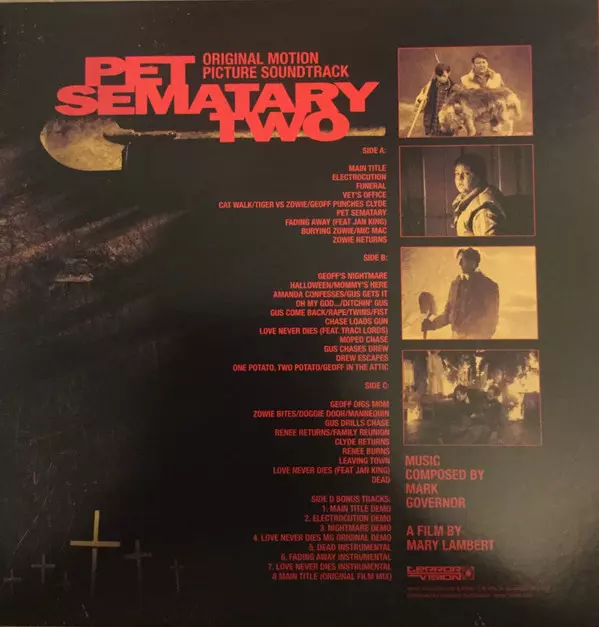 PET
SEMATARY
TWO
ORIGINAL MOTION
PICTURE SOUNDTRACK
SIDE A:
MAIN TITLE
ELECTROCUTION
FUNERAL
VET'S OFFICE
CAT WALK/TIGER VS ZOWIE/GEOFF PUNCHES CLYDE
PET SEMATARY
FADING AWAY (FEAT JAN KING)
BURYING ZOWIE/MIC MAC
ZOWIE RETURNS
SIDE B:
GEOFF'S NIGHTMARE
HALLOWEEN/MOMMY'S HERE
AMANDA CONFESSES/GUS GETS IT
OH MY GOD.../DITCHIN' GUS
GUS COME BACK/RAPE/TWINS/FIST
CHASE LOADS GUN
LOVE NEVER DIES (FEAT. TRACI LORDS)
MOPED CHASE
GUS CHASES DREW
DREW ESCAPES
ONE POTATO, TWO POTATO/GEOFF IN THE ATTIC
SIDE C:
GEOFF DIGS MOM
ZOWIE BITES/DOGGIE DOOR/MANNEQUIN
GUS DRILLS CHASE
RENEE RETURNS/FAMILY REUNION
CLYDE RETURNS
RENEE BURNS
LEAVING TOWN
LOVE NEVER DIES (FEAT JAN KING)
DEAD
SIDE D BONUS TRACKS:
1. MAIN TITLE DEMO
2. ELECTROCUTION DEMO
3. NIGHTMARE DEMO
4. LOVE NEVER DIES MG ORIGINAL DEMO
5. DEAD INSTRUMENTAL
6. FADING AWAY INSTRUMENTAL
7. LOVE NEVER DIES INSTRUMENTAL
8 MAIN TITLE (ORIGINAL FILM MIX)
MUSIC
COMPOSED BY
MARK
GOVERNOR
A FILM BY
MARY LAMBERT
TERROR
VISION